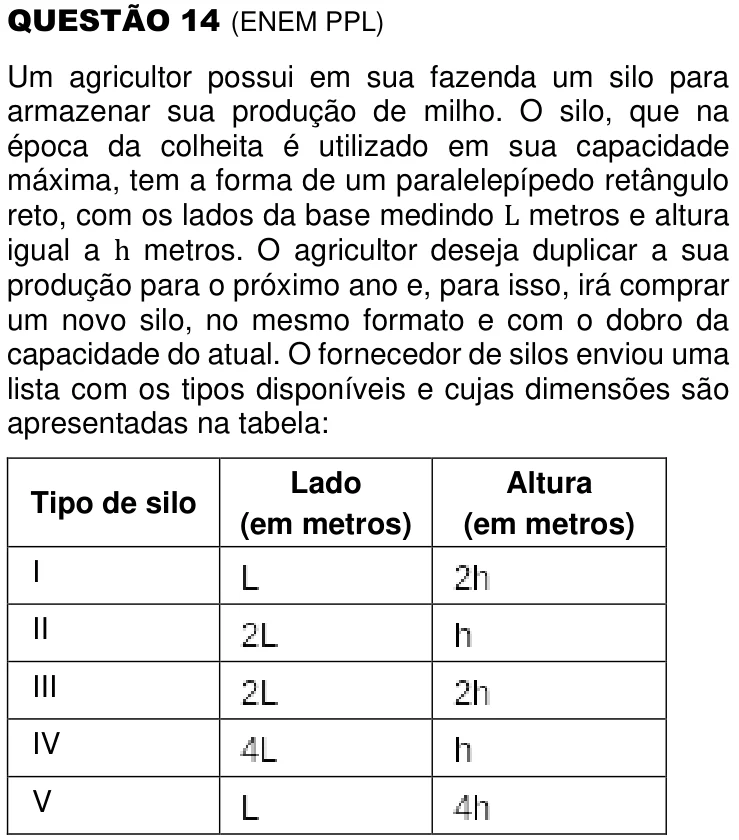 QUESTÃO 14 (ENEM PPL)
Um agricultor possui em sua fazenda um silo para
armazenar sua produção de milho. O silo, que na
época da colheita é utilizado em sua capacidade
máxima, tem a forma de um paralelepípedo retângulo
reto, com os lados da base medindo L metros e altura
igual a h metros. O agricultor deseja duplicar a sua
produção para o próximo ano e, para isso, irá comprar
um novo silo, no mesmo formato e com o dobro da
capacidade do atual. O fornecedor de silos enviou uma
lista com os tipos disponíveis e cujas dimensões são
apresentadas na tabela:
Tipo de silo Lado (em metros) Altura (em metros)
I L 2h
II 2L h
III 2L 2h
IV 4L h
V L 4h